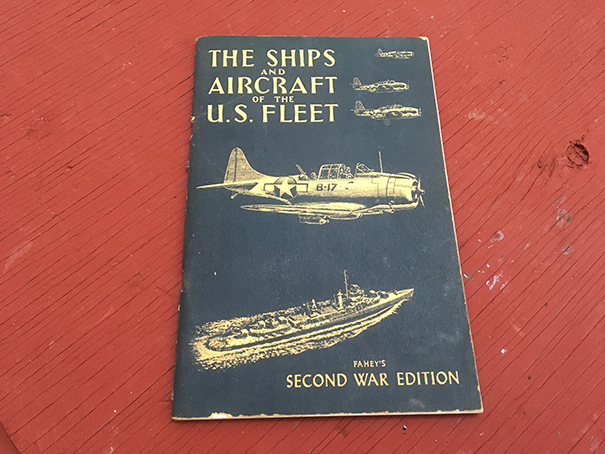 THE SHIPS
AND
AIRCRAFT
OF THE
U.S. FLEET
B-17
FAHEY'S
SECOND WAR EDITION